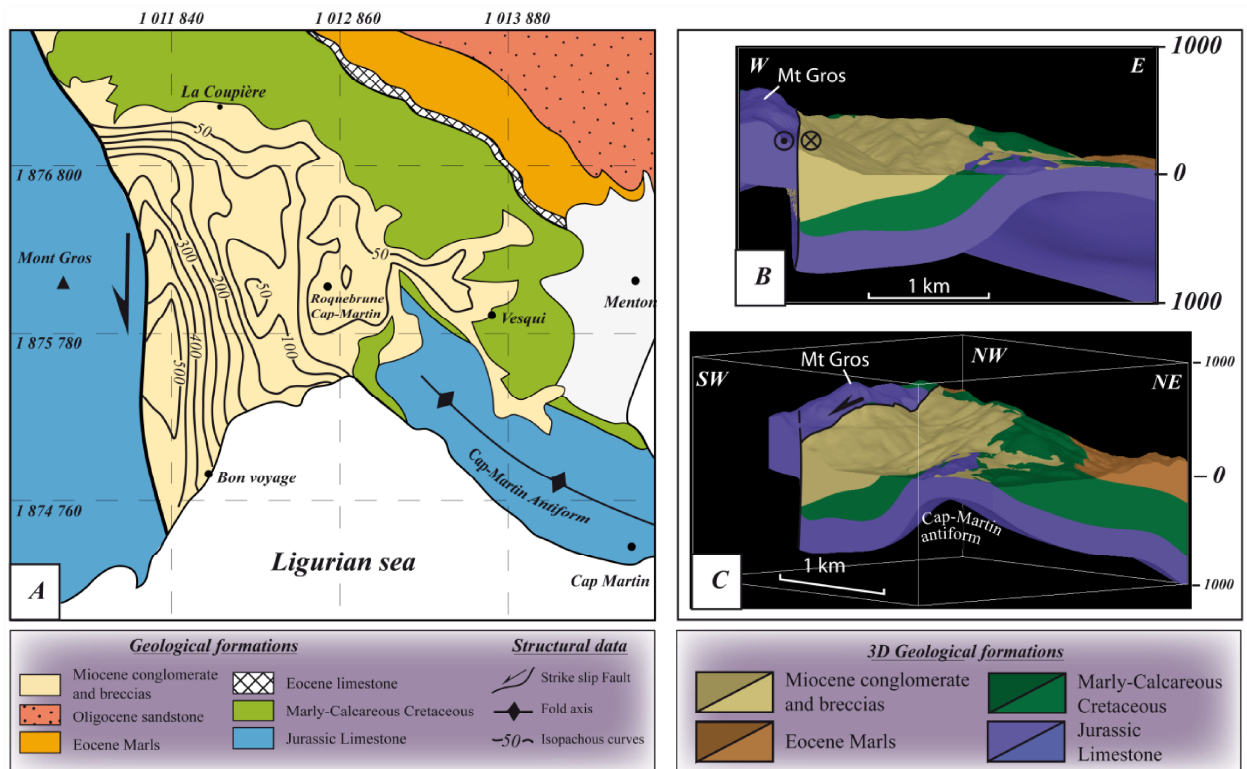 1 011 840
1 012 860
1 013 880
La Coupière
50
1 876 800
Mont Gros
300
200
50
50
Roquebrune
Cap-Martin
Vesqui
Menton
1 875 780
500
400
100
Bon voyage
Cap-Martin Antiform
1 874 760
Ligurian sea
Cap Martin
A
Geological formations
Structural data
Miocene conglomerate
and breccias
Oligocene sandstone
Eocene Marls
Eocene limestone
Marly-Calcareous Cretaceous
Jurassic Limestone
Strike slip Fault
Fold axis
50
Isopachous curves
W
Mt Gros
E
1000
0
1000
B
1 km
SW
Mt Gros
NW
NE
1000
0
1000
Cap-Martin
antiform
C
1 km
3D Geological formations
Miocene conglomerate
and breccias
Eocene Marls
Marly-Calcareous
Cretaceous
Jurassic
Limestone